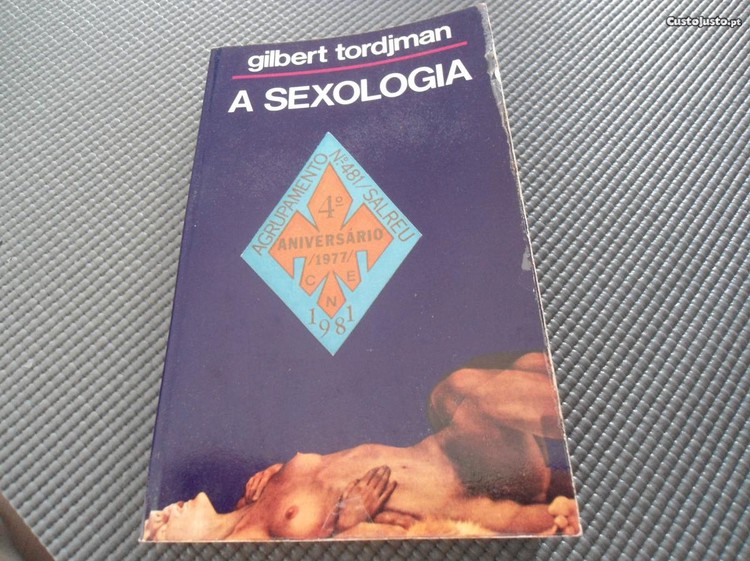 CustoJusto.pt
gilbert tordjman
A SEXOLOGIA
AGRUPAMENTO
Nº481/SALREU
4º
ANIVERSÁRIO
/1977/
C E
N
1981